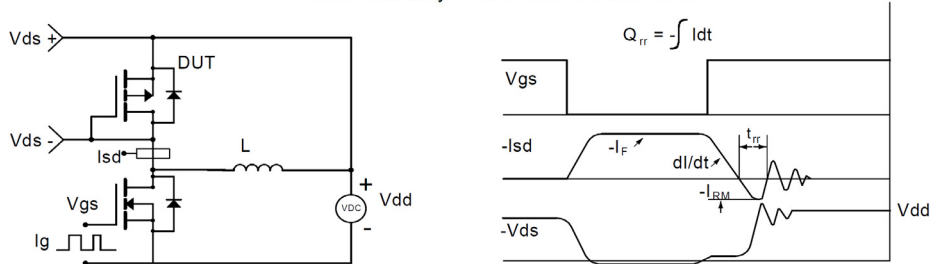 Vds +
DUT
Vds -
Isd
L
Vgs
+
VDC
Vdd
-
Ig
Qrr = -∫ Idt
Vgs
-Isd
-IF
dI/dt
trr
-IRM
Vdd
-Vds